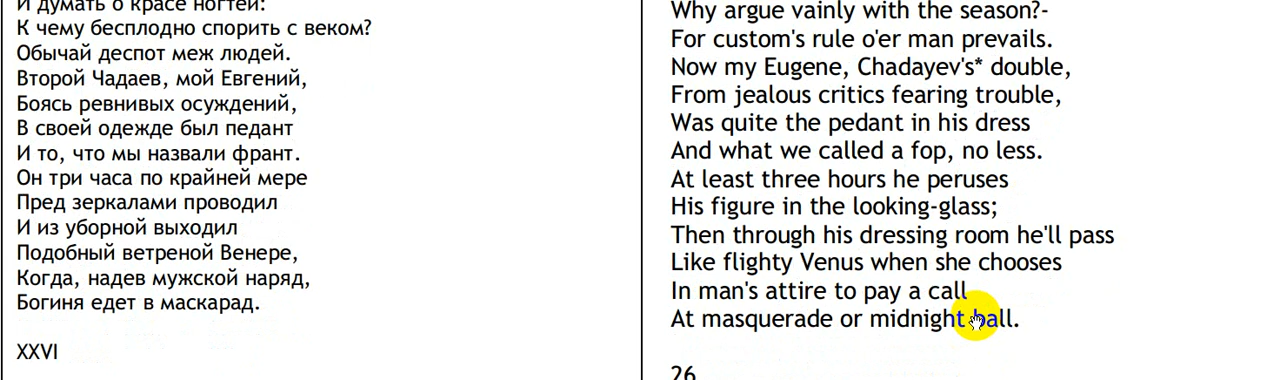 И думать о красе ногтей:
К чему бесплодно спорить с веком?
Обычай деспот меж людей.
Второй Чадаев, мой Евгений,
Боясь ревнивых осуждений,
В своей одежде был педант
И то, что мы назвали франт.
Он три часа по крайней мере
Пред зеркалами проводил
И из уборной выходил
Подобный ветреной Венере,
Когда, надев мужской наряд,
Богиня едет в маскарад.
XXVI
Why argue vainly with the season?-
For custom's rule o'er man prevails.
Now my Eugene, Chadayev's* double,
From jealous critics fearing trouble,
Was quite the pedant in his dress
And what we called a fop, no less.
At least three hours he peruses
His figure in the looking-glass;
Then through his dressing room he'll pass
Like flighty Venus when she chooses
In man's attire to pay a call
At masquerade or midnight ball.
26